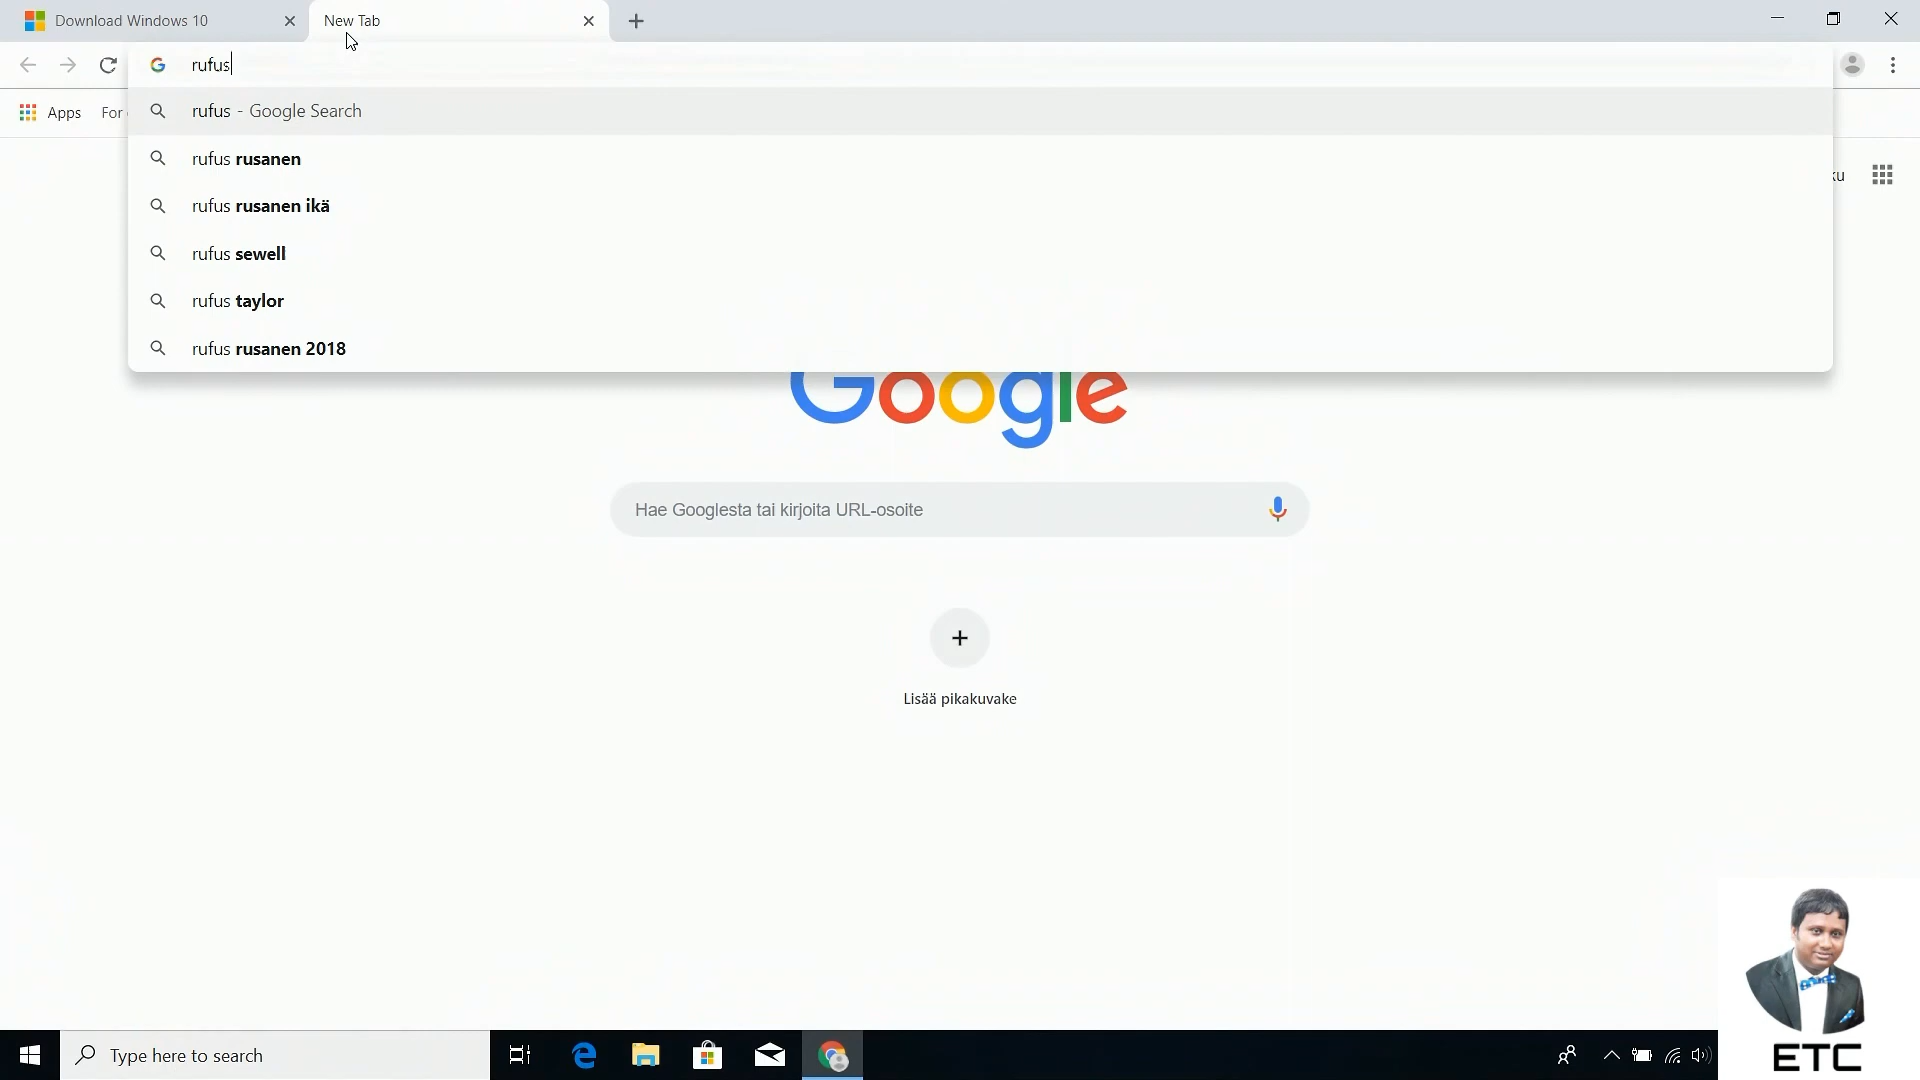 Download Windows 10
New Tab
rufus
rufus - Google Search
Apps
For
rufus rusanen
rufus rusanen ikä
rufus sewell
rufus taylor
rufus rusanen 2018
Google
Hae Googlesta tai kirjoita URL-osoite
Lisää pikakuvake
Type here to search
ETC